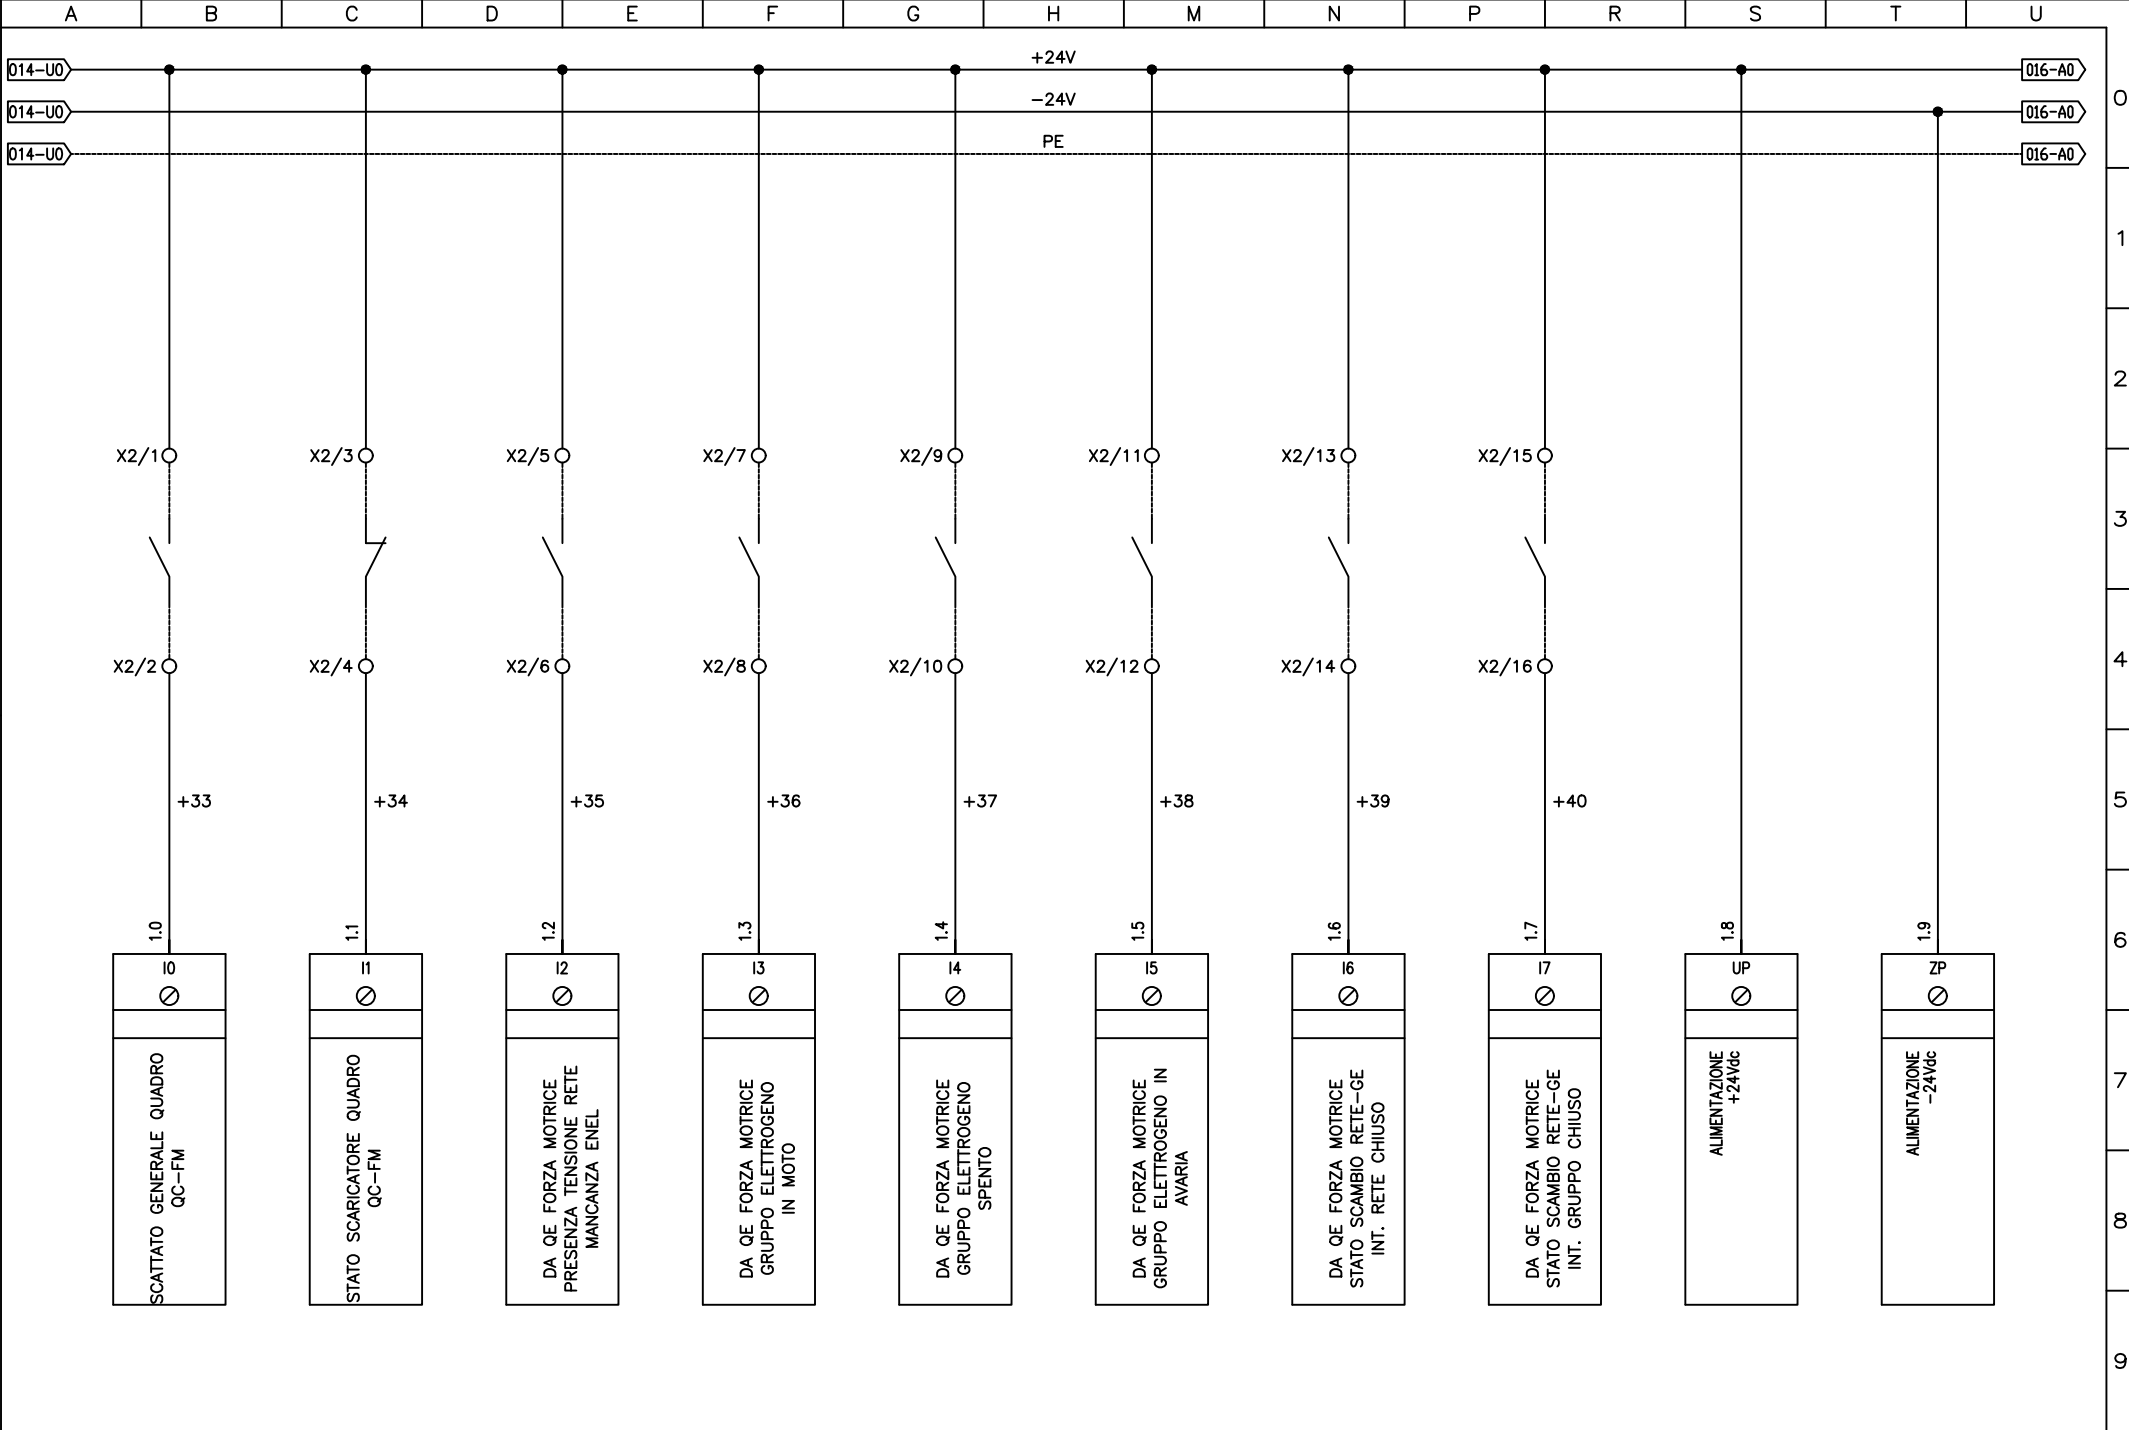 A B C D E F G H M N P R S T U
014-U0 +24V 016-A0
014-U0 -24V 016-A0
014-U0 PE 016-A0
0
1
2
3
4
5
6
7
8
9
X2/1 X2/3 X2/5 X2/7 X2/9 X2/11 X2/13 X2/15
X2/2 X2/4 X2/6 X2/8 X2/10 X2/12 X2/14 X2/16
+33 +34 +35 +36 +37 +38 +39 +40
1.0 1.1 1.2 1.3 1.4 1.5 1.6 1.7 1.8 1.9
I0 I1 I2 I3 I4 I5 I6 I7 UP ZP
SCATTATO GENERALE QUADRO
QC-FM
STATO SCARICATORE QUADRO
QC-FM
DA QE FORZA MOTRICE
PRESENZA TENSIONE RETE
MANCANZA ENEL
DA QE FORZA MOTRICE
GRUPPO ELETTROGENO
IN MOTO
DA QE FORZA MOTRICE
GRUPPO ELETTROGENO
SPENTO
DA QE FORZA MOTRICE
GRUPPO ELETTROGENO IN
AVARIA
DA QE FORZA MOTRICE
STATO SCAMBIO RETE-GE
INT. RETE CHIUSO
DA QE FORZA MOTRICE
STATO SCAMBIO RETE-GE
INT. GRUPPO CHIUSO
ALIMENTAZIONE
+24Vdc
ALIMENTAZIONE
-24Vdc